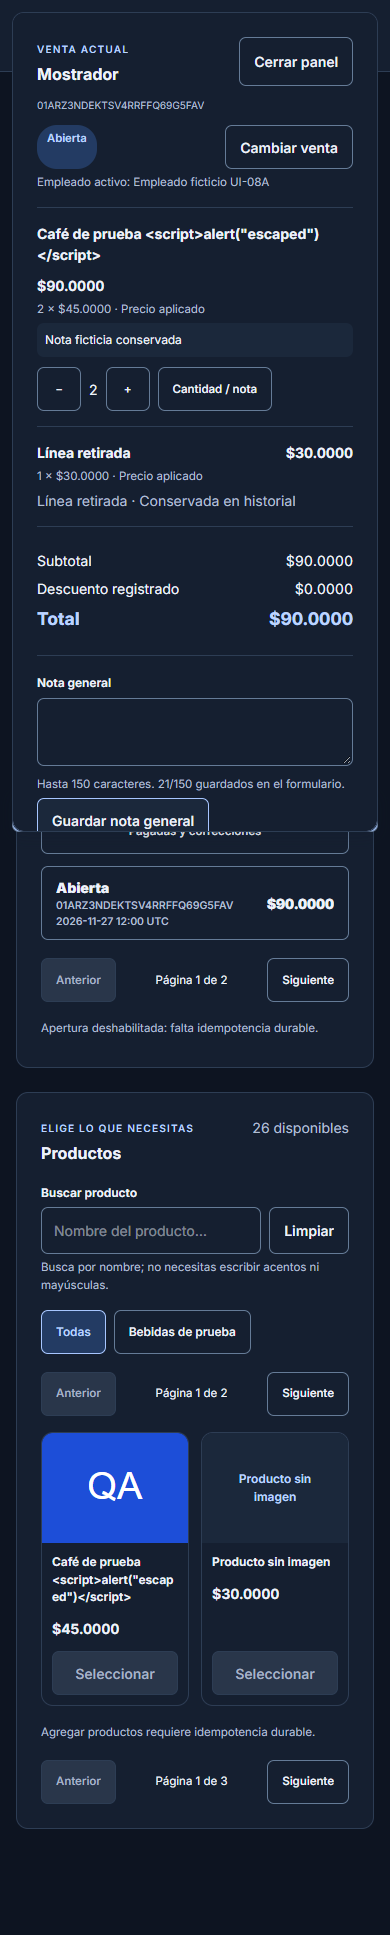 VENTA ACTUAL
Mostrador
Cerrar panel
01ARZ3NDEKTSV4RRFFQ69G5FAV
Abierta
Cambiar venta
Empleado activo: Empleado ficticio UI-08A
Café de prueba <script>alert("escaped")
</script>
$90.0000
2 × $45.0000 · Precio aplicado
Nota ficticia conservada
− 2 + Cantidad / nota
Línea retirada $30.0000
1 × $30.0000 · Precio aplicado
Línea retirada · Conservada en historial
Subtotal $90.0000
Descuento registrado $0.0000
Total $90.0000
Nota general
Hasta 150 caracteres. 21/150 guardados en el formulario.
Guardar nota general
Pagadas y correcciones
Abierta
01ARZ3NDEKTSV4RRFFQ69G5FAV
$90.0000
2026-11-27 12:00 UTC
Anterior Página 1 de 2 Siguiente
Apertura deshabilitada: falta idempotencia durable.
ELIGE LO QUE NECESITAS
26 disponibles
Productos
Buscar producto
Nombre del producto... Limpiar
Busca por nombre; no necesitas escribir acentos ni
mayúsculas.
Todas Bebidas de prueba
Anterior Página 1 de 2 Siguiente
QA
Café de prueba
<script>alert("escap
ed")</script>
$45.0000
Seleccionar
Producto sin
imagen
Producto sin imagen
$30.0000
Seleccionar
Agregar productos requiere idempotencia durable.
Anterior Página 1 de 3 Siguiente